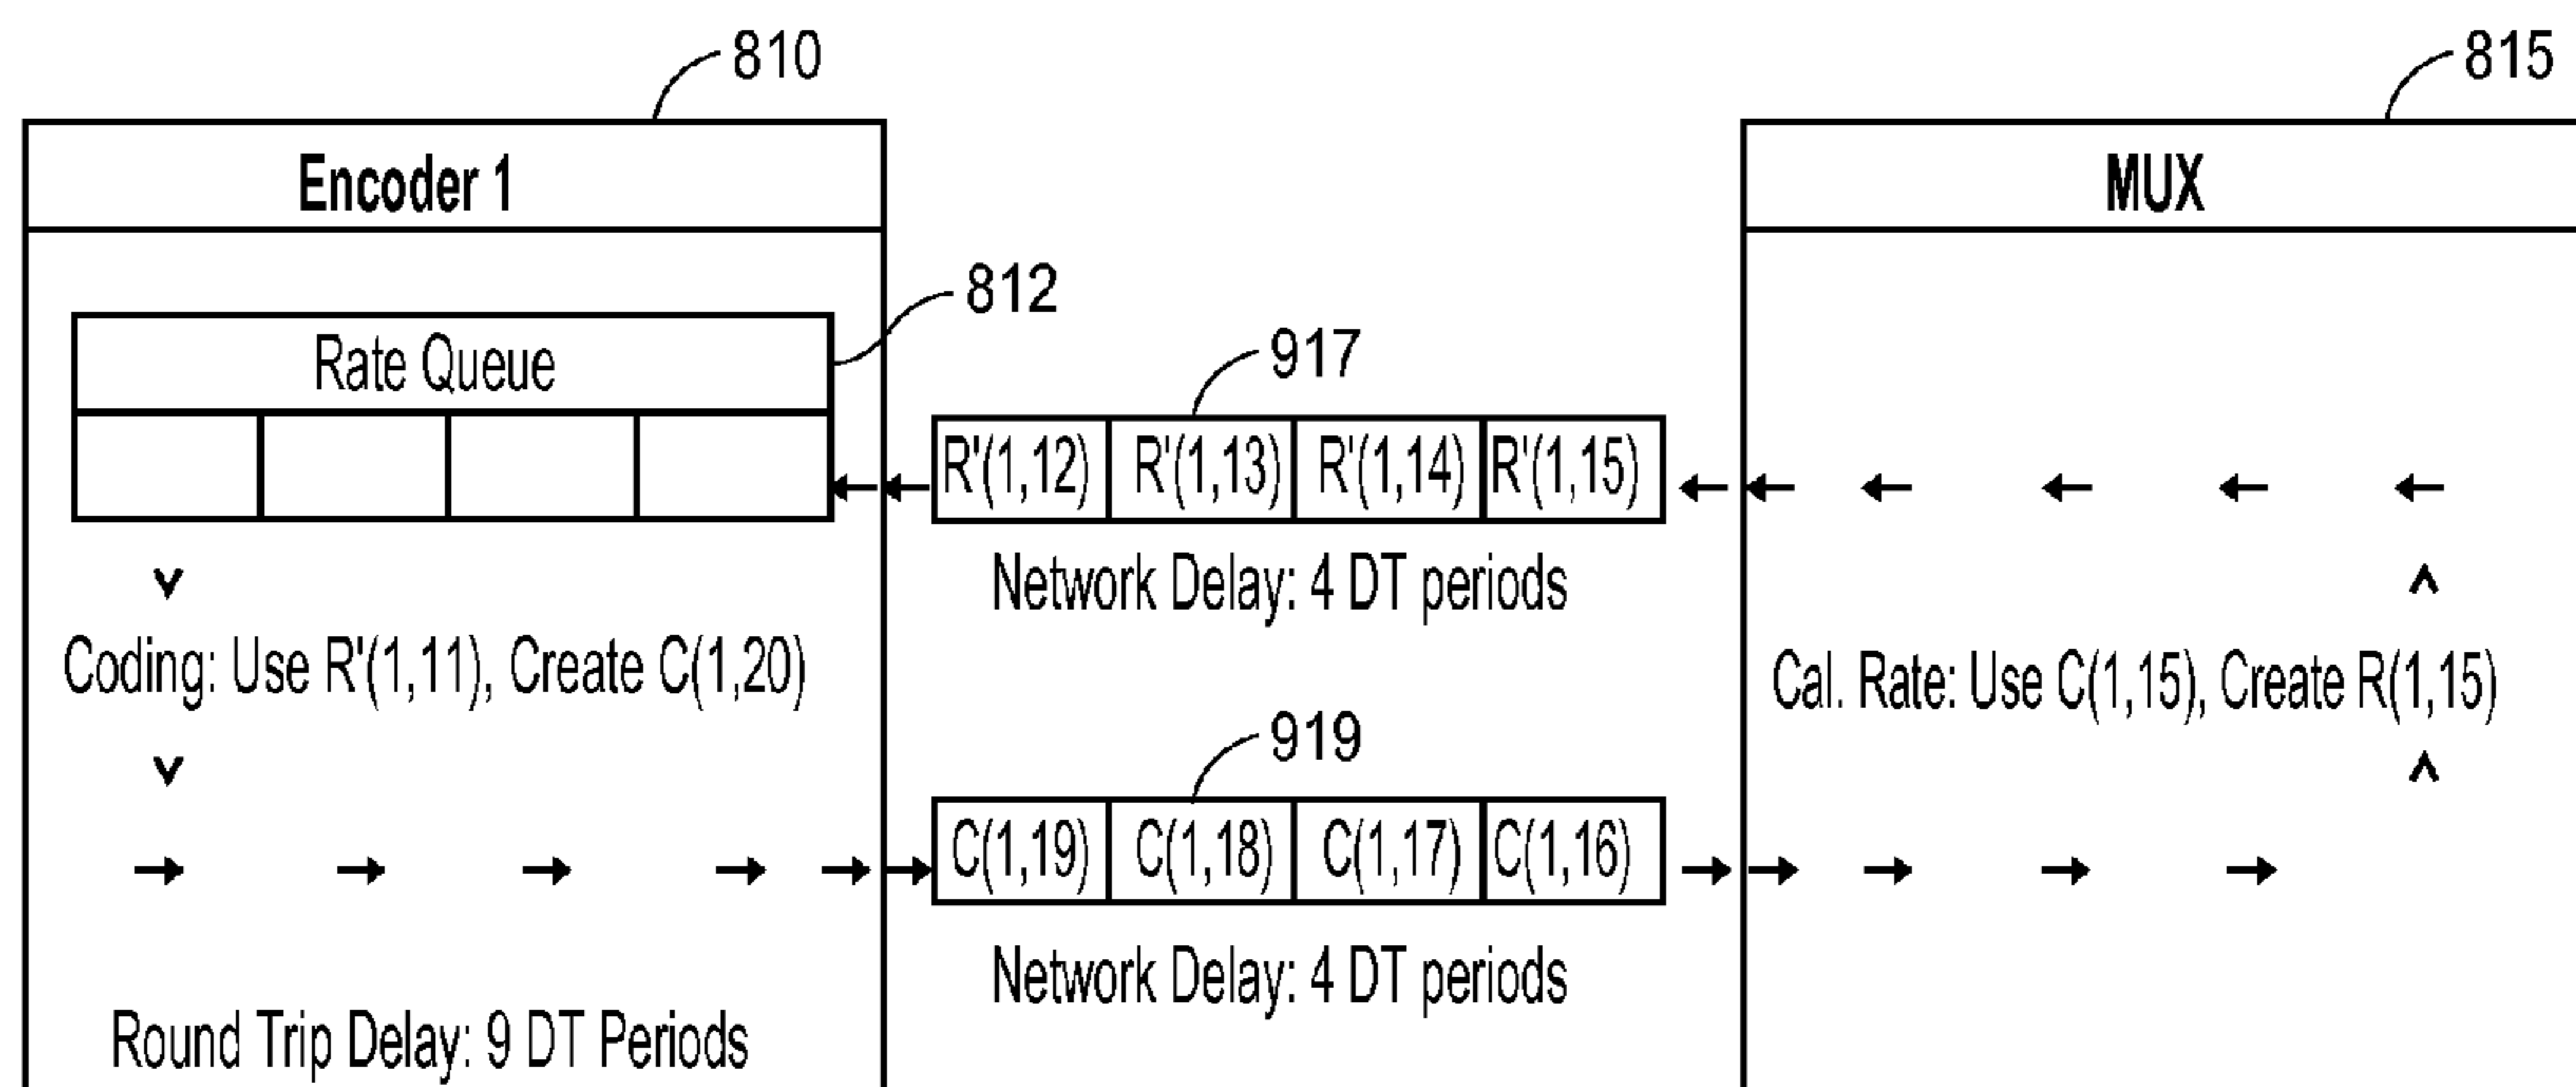 810
815
Encoder 1
MUX
812
Rate Queue
917
R'(1,12) R'(1,13) R'(1,14) R'(1,15)
Network Delay: 4 DT periods
Coding: Use R'(1,11), Create C(1,20)
Cal. Rate: Use C(1,15), Create R(1,15)
919
C(1,19) C(1,18) C(1,17) C(1,16)
Network Delay: 4 DT periods
Round Trip Delay: 9 DT Periods